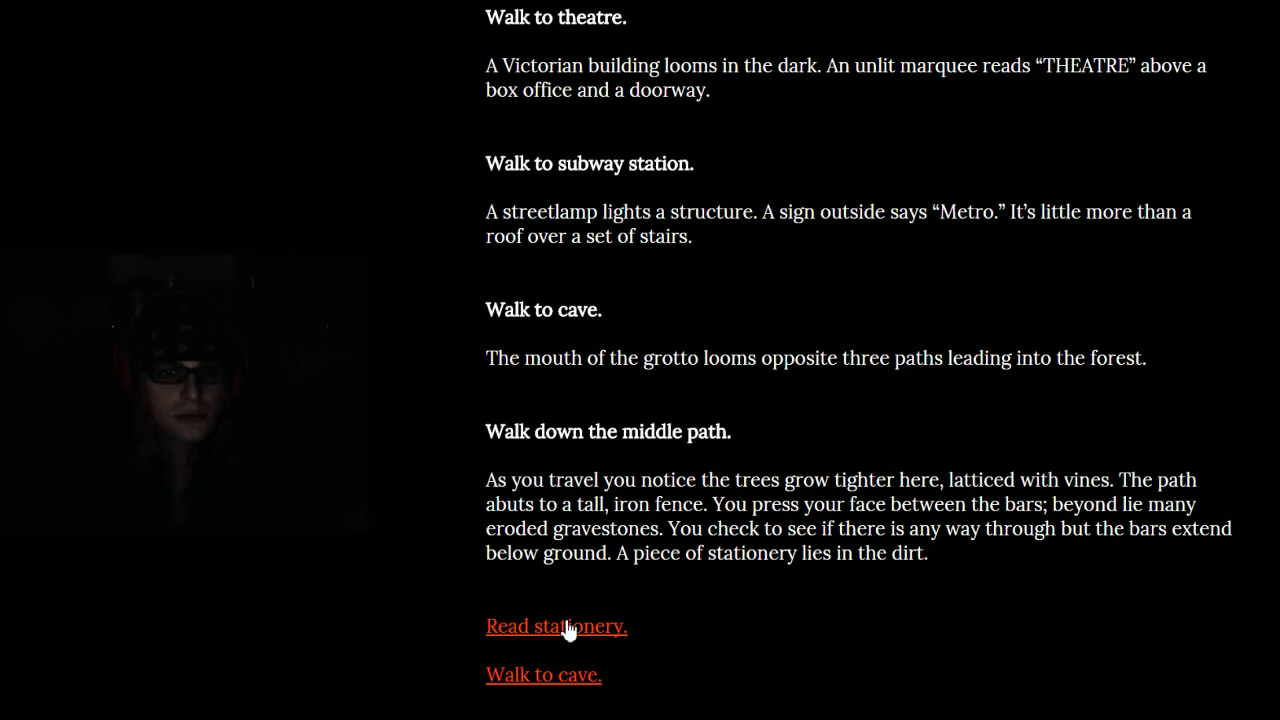 Walk to theatre.
A Victorian building looms in the dark. An unlit marquee reads “THEATRE” above a
box office and a doorway.
Walk to subway station.
A streetlamp lights a structure. A sign outside says “Metro.” It’s little more than a
roof over a set of stairs.
Walk to cave.
The mouth of the grotto looms opposite three paths leading into the forest.
Walk down the middle path.
As you travel you notice the trees grow tighter here, latticed with vines. The path
abuts to a tall, iron fence. You press your face between the bars; beyond lie many
eroded gravestones. You check to see if there is any way through but the bars extend
below ground. A piece of stationery lies in the dirt.
Read stationery.
Walk to cave.